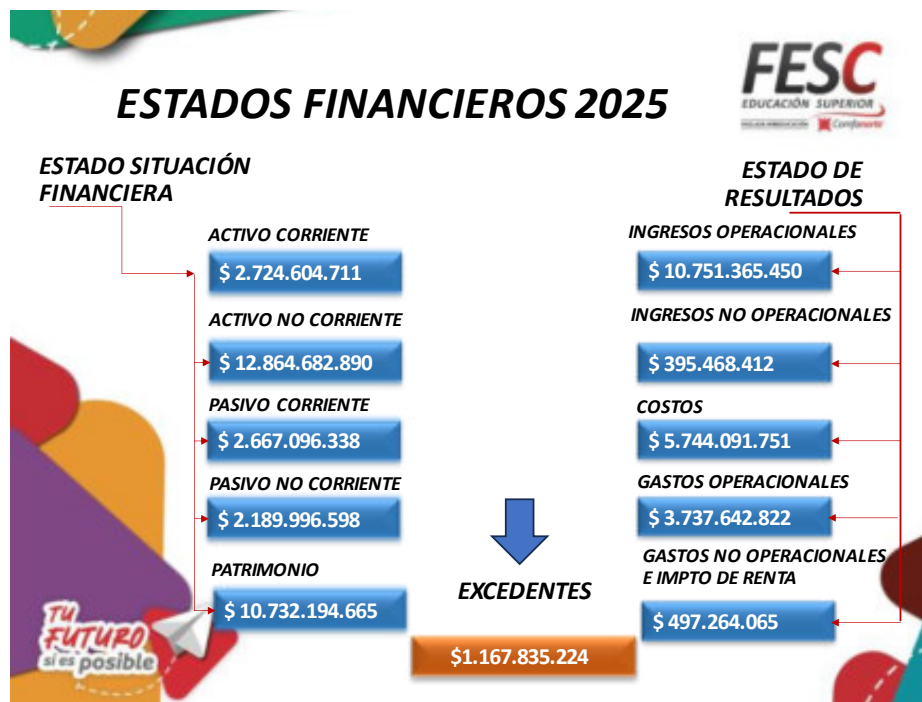 ESTADOS FINANCIEROS 2025
FESC
EDUCACIÓN SUPERIOR
Comfanorte
ESTADO SITUACIÓN
FINANCIERA
ACTIVO CORRIENTE
$ 2.724.604.711
ACTIVO NO CORRIENTE
$ 12.864.682.890
PASIVO CORRIENTE
$ 2.667.096.338
PASIVO NO CORRIENTE
$ 2.189.996.598
PATRIMONIO
$ 10.732.194.665
EXCEDENTES
$1.167.835.224
ESTADO DE
RESULTADOS
INGRESOS OPERACIONALES
$ 10.751.365.450
INGRESOS NO OPERACIONALES
$ 395.468.412
COSTOS
$ 5.744.091.751
GASTOS OPERACIONALES
$ 3.737.642.822
GASTOS NO OPERACIONALES
E IMPTO DE RENTA
$ 497.264.065
TU
FUTURO
sí es posible